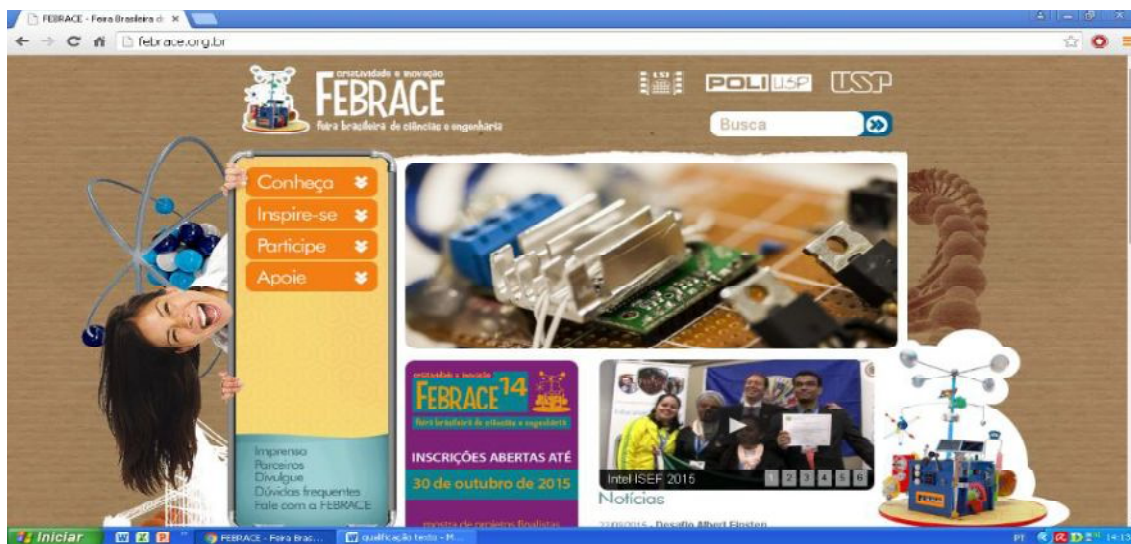 FEBRACE - Feira Brasileira de
febrace.org.br
criatividade e inovação
FEBRACE
feira brasileira de ciências e engenharia
LSI
POLI USP
USP
Busca
Conheça
Inspire-se
Participe
Apoie
Imprensa
Parceiros
Divulgue
Dúvidas frequentes
Fale com a FEBRACE
criatividade e inovação
FEBRACE 14
feira brasileira de ciências e engenharia
INSCRIÇÕES ABERTAS ATÉ
30 de outubro de 2015
mostra de projetos finalistas
Intel ISEF 2015
1 2 3 4 5 6
Notícias
Desafio Albert Einstein
Iniciar
FEBRACE - Feira Bras...
qualificação texto - M...
PT
14:13